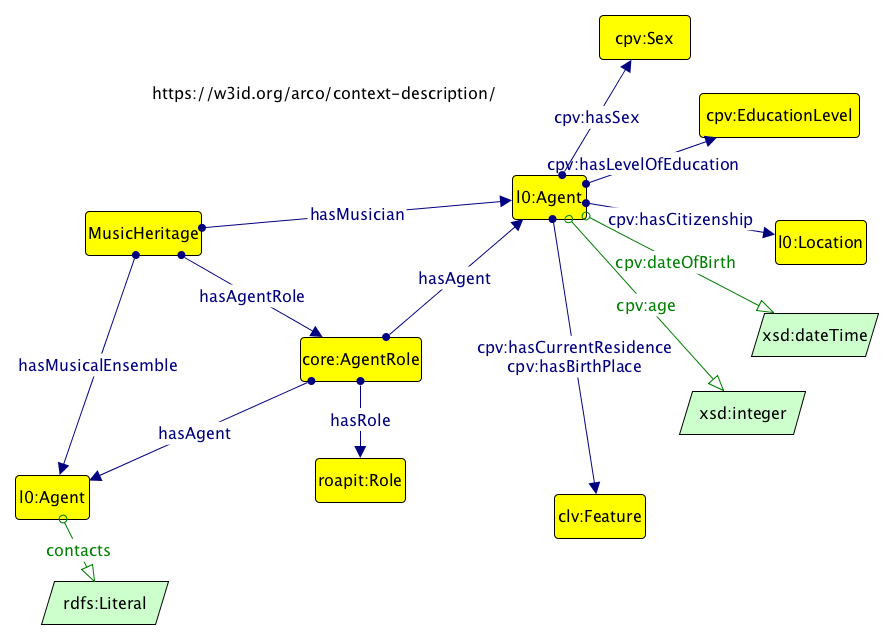 cpv:Sex
https://w3id.org/arco/context-description/
cpv:EducationLevel
cpv:hasSex
cpv:hasLevelOfEducation
l0:Agent
hasMusician
cpv:hasCitizenship
MusicHeritage
l0:Location
cpv:dateOfBirth
hasAgent
hasAgentRole
cpv:age
xsd:dateTime
cpv:hasCurrentResidence
cpv:hasBirthPlace
core:AgentRole
hasMusicalEnsemble
xsd:integer
hasRole
hasAgent
roapit:Role
l0:Agent
clv:Feature
contacts
rdfs:Literal